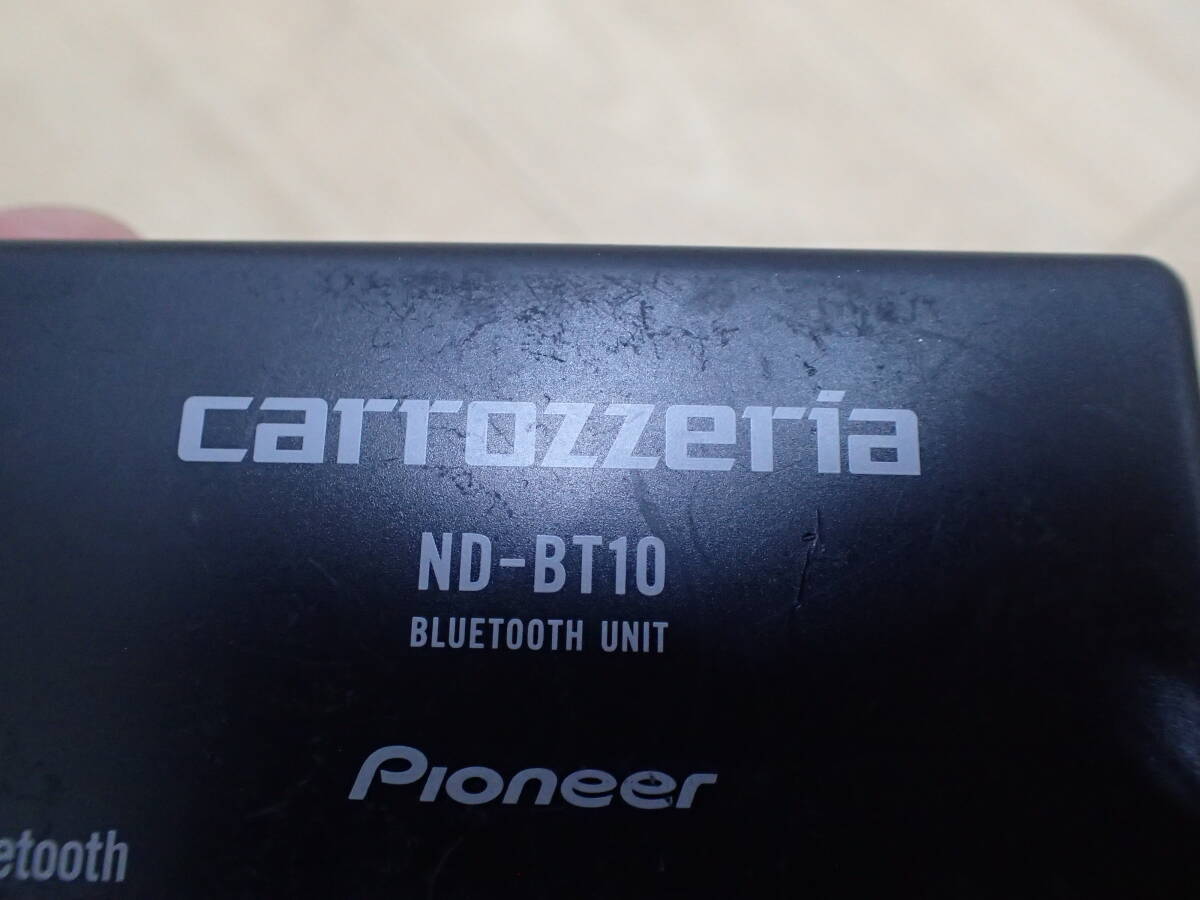 carrozzeria
ND-BT10
BLUETOOTH UNIT
Pioneer
etooth